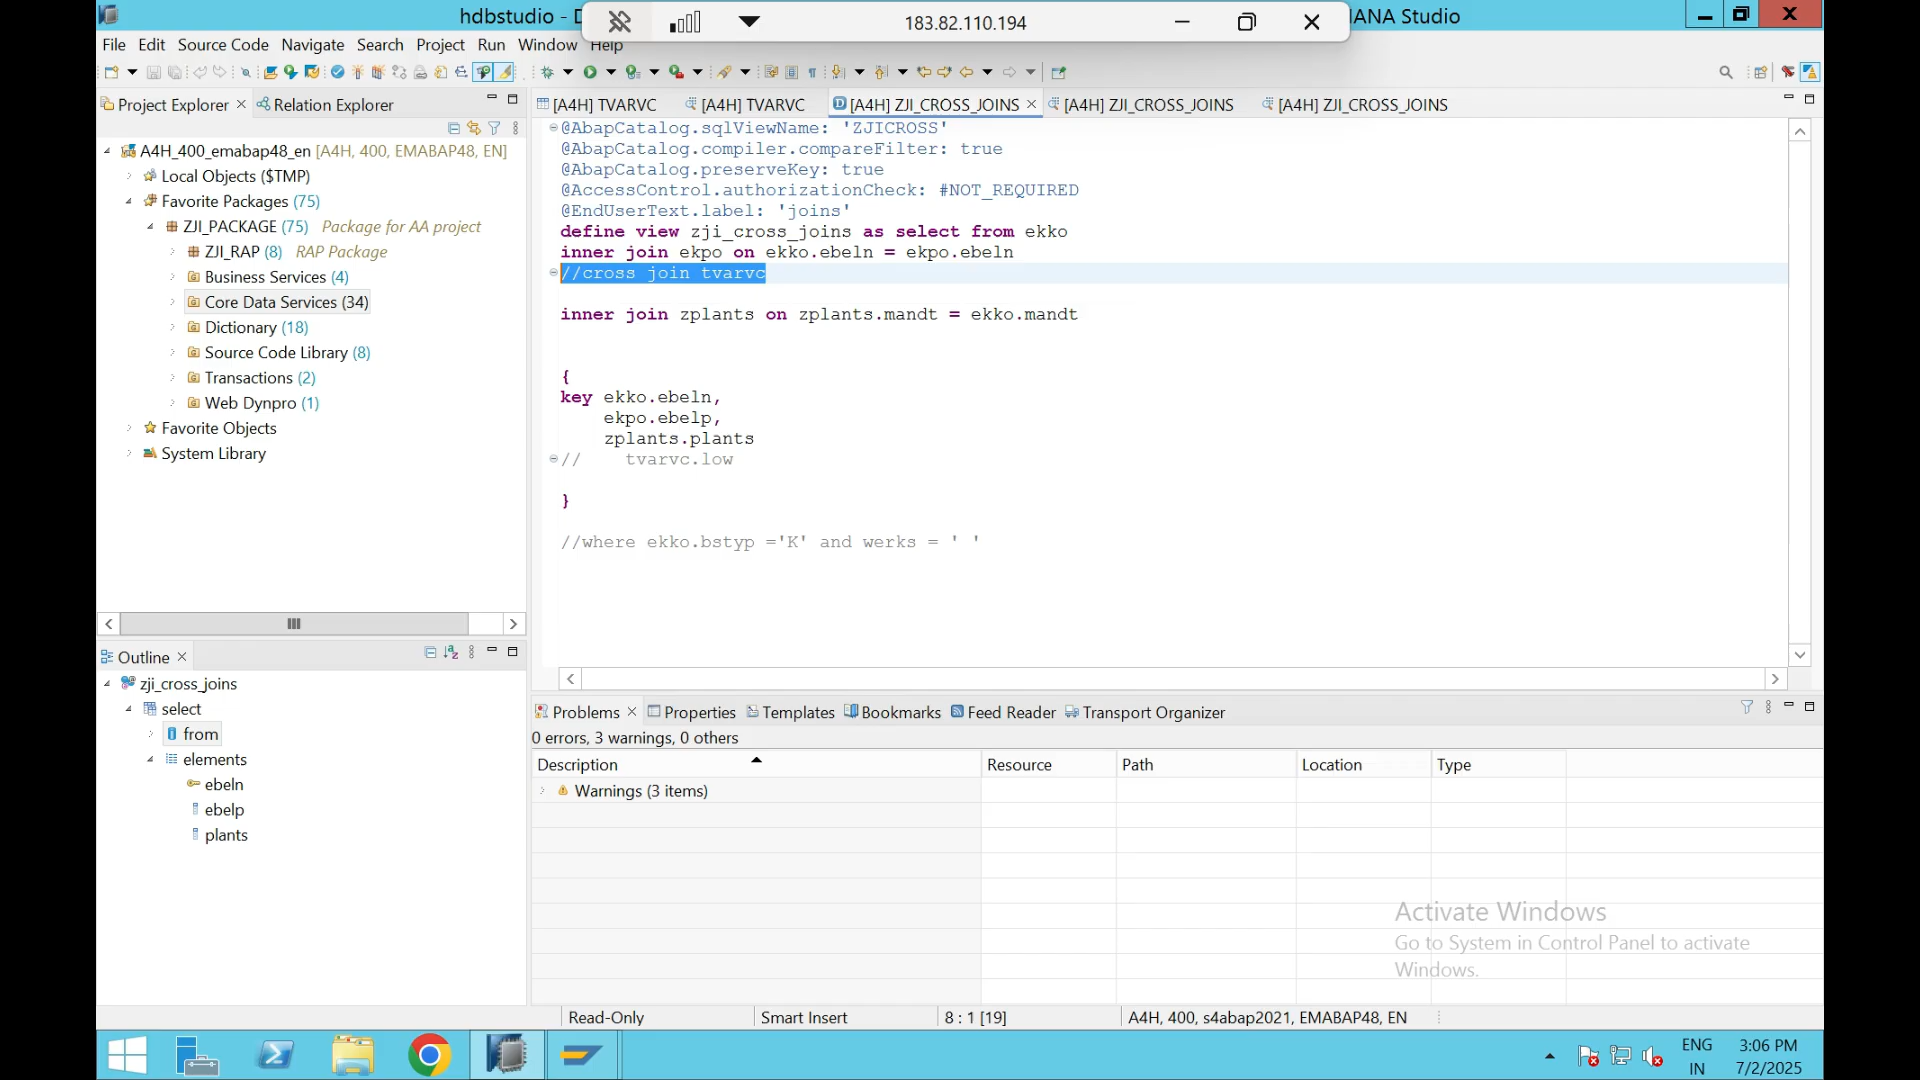 hdbstudio - D
183.82.110.194
HANA Studio
File Edit Source Code Navigate Search Project Run Window Help
Project Explorer
Relation Explorer
[A4H] TVARVC
[A4H] TVARVC
[A4H] ZJI_CROSS_JOINS
[A4H] ZJI_CROSS_JOINS
[A4H] ZJI_CROSS_JOINS
A4H_400_emabap48_en [A4H, 400, EMABAP48, EN]
Local Objects ($TMP)
Favorite Packages (75)
ZJI_PACKAGE (75) Package for AA project
ZJI_RAP (8) RAP Package
Business Services (4)
Core Data Services (34)
Dictionary (18)
Source Code Library (8)
Transactions (2)
Web Dynpro (1)
Favorite Objects
System Library
@AbapCatalog.sqlViewName: 'ZJICROSS'
@AbapCatalog.compiler.compareFilter: true
@AbapCatalog.preserveKey: true
@AccessControl.authorizationCheck: #NOT_REQUIRED
@EndUserText.label: 'joins'
define view zji_cross_joins as select from ekko
inner join ekpo on ekko.ebeln = ekpo.ebeln
//cross join tvarvc
inner join zplants on zplants.mandt = ekko.mandt
{
key ekko.ebeln,
ekpo.ebelp,
zplants.plants
// tvarvc.low
}
//where ekko.bstyp ='K' and werks = ' '
Outline
zji_cross_joins
select
from
elements
ebeln
ebelp
plants
Problems
Properties
Templates
Bookmarks
Feed Reader
Transport Organizer
0 errors, 3 warnings, 0 others
Description Resource Path Location Type
Warnings (3 items)
Activate Windows
Go to System in Control Panel to activate
Windows.
Read-Only
Smart Insert
8 : 1 [19]
A4H, 400, s4abap2021, EMABAP48, EN
ENG
IN
3:06 PM
7/2/2025